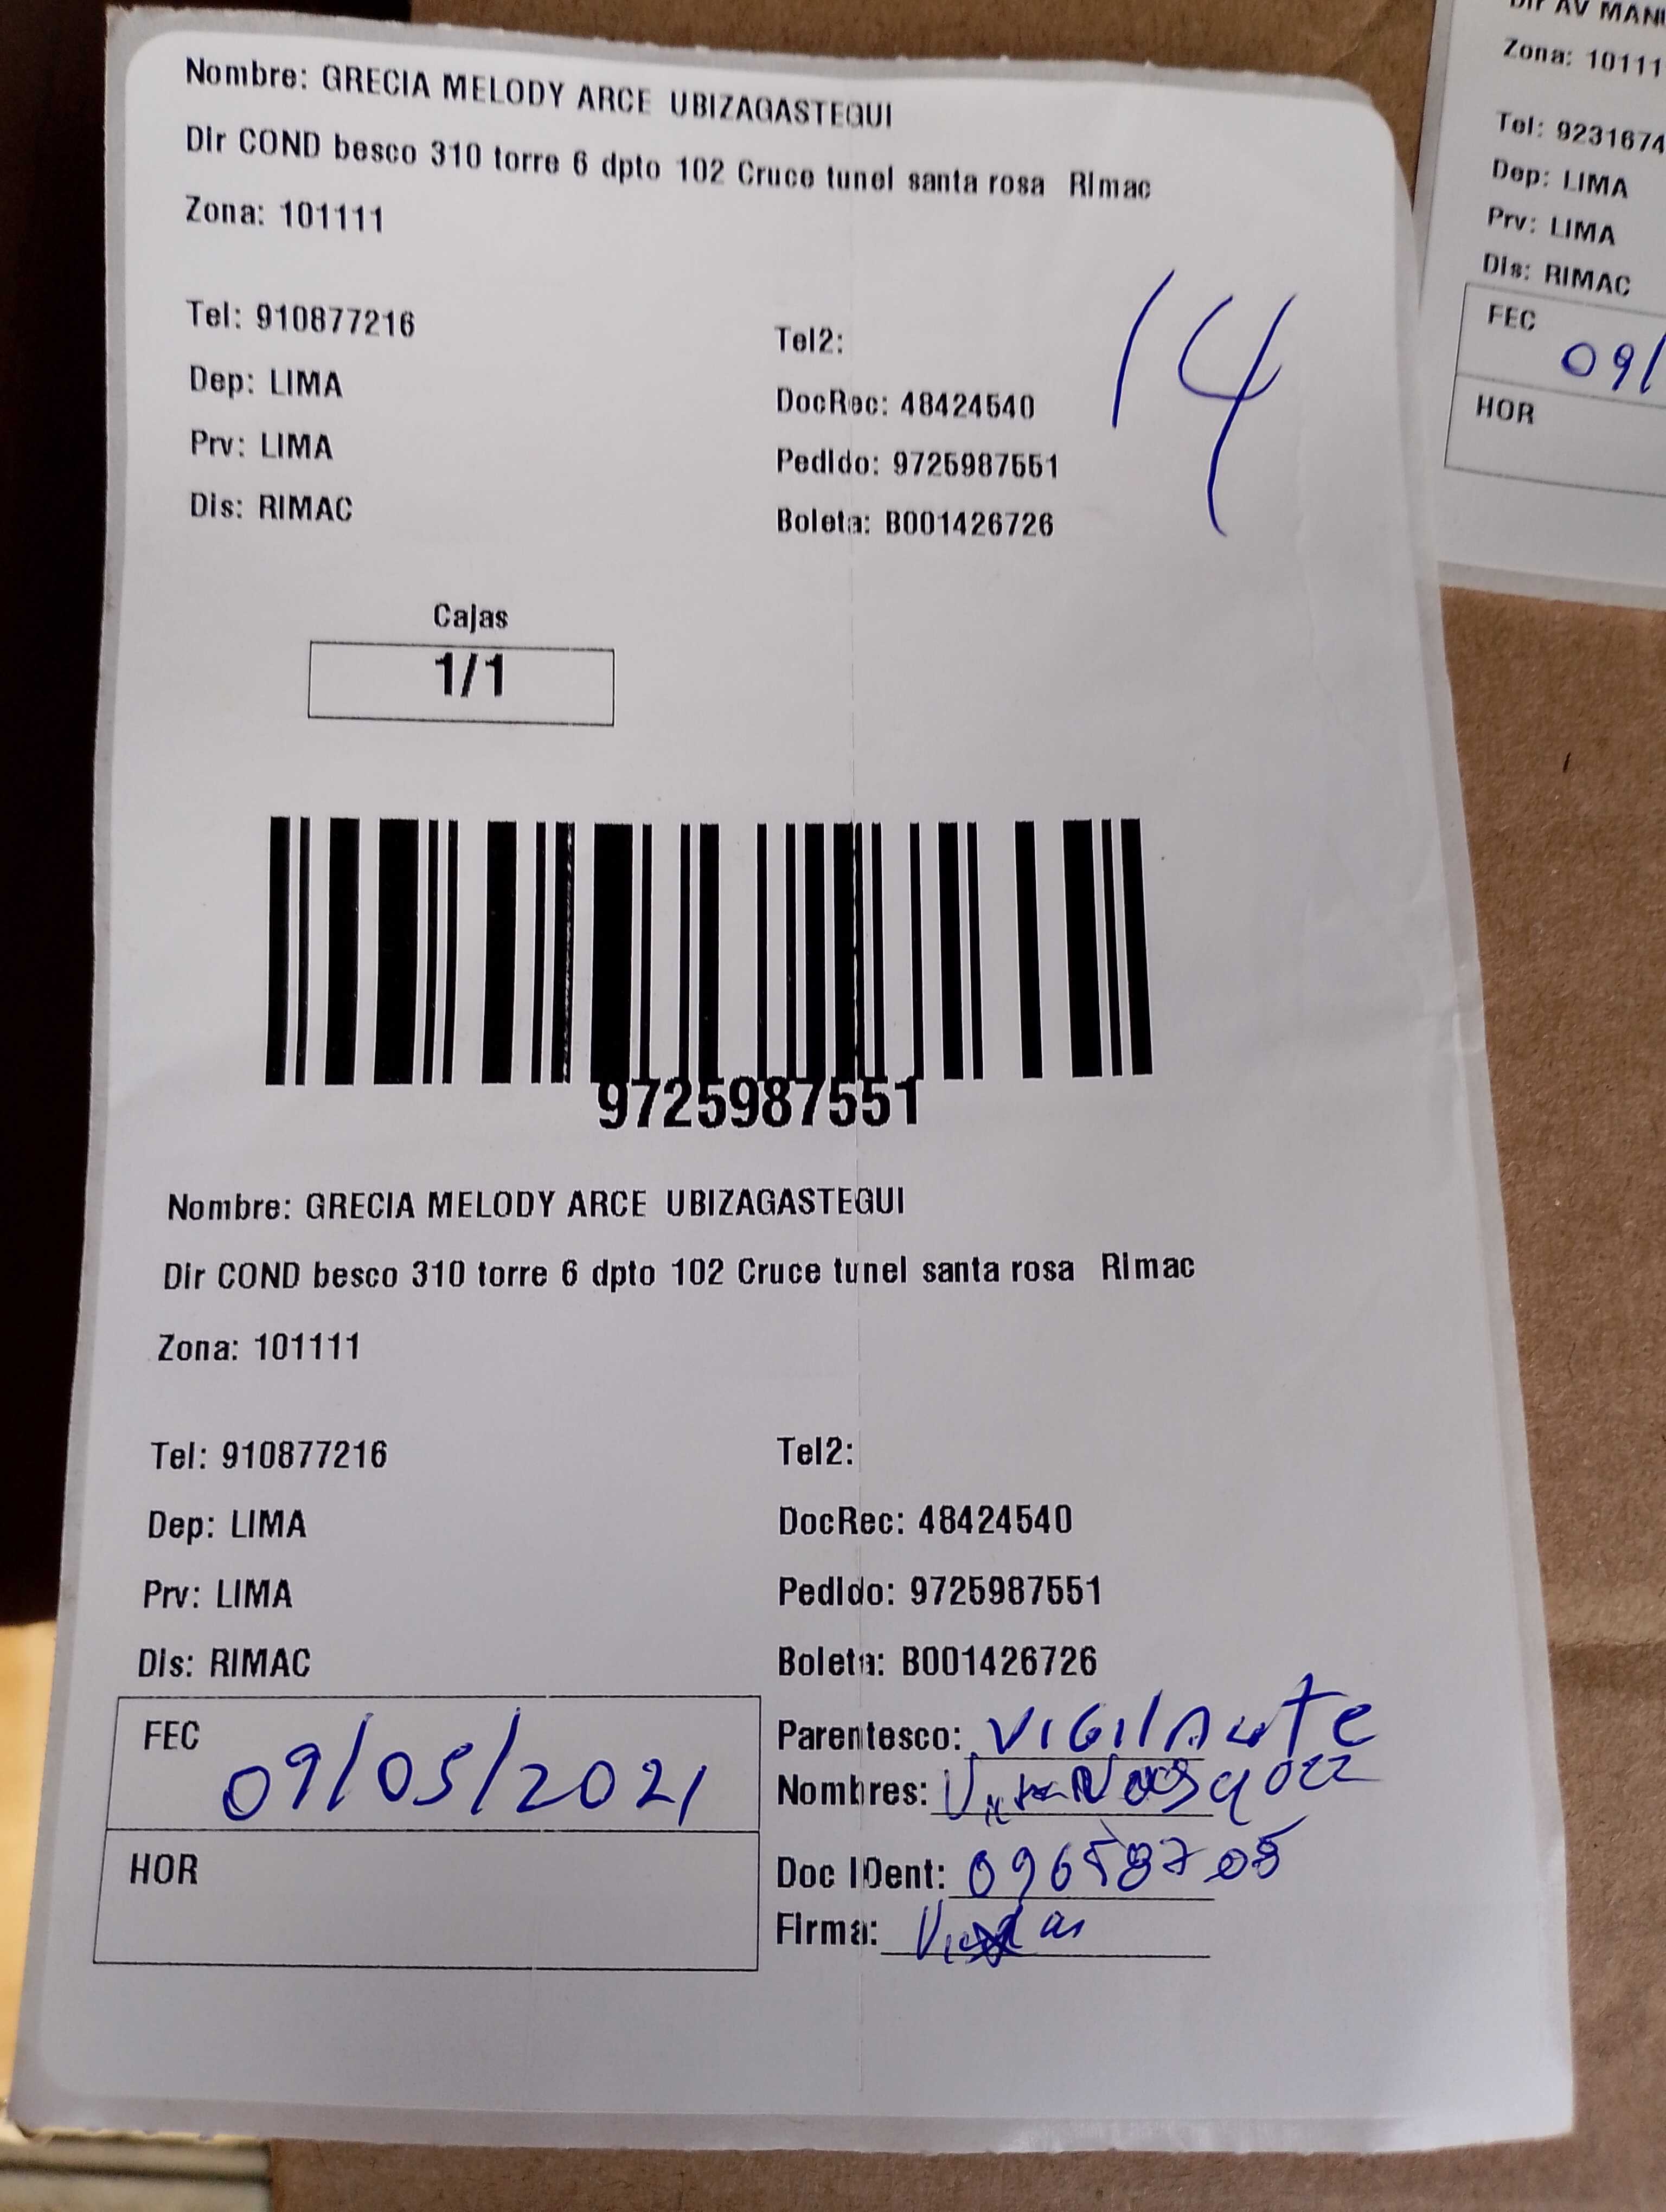 Nombre: GRECIA MELODY ARCE UBIZAGASTEGUI
Dir COND besco 310 torre 6 dpto 102 Cruce tunel santa rosa Rimac
Zona: 101111
Tel: 910877216
Tel2:
Dep: LIMA
DocRec: 48424540
Prv: LIMA
Pedido: 9725987551
Dis: RIMAC
Boleta: B001426726
14
Cajas
1/1
9725987551
Nombre: GRECIA MELODY ARCE UBIZAGASTEGUI
Dir COND besco 310 torre 6 dpto 102 Cruce tunel santa rosa Rimac
Zona: 101111
Tel: 910877216
Tel2:
Dep: LIMA
DocRec: 48424540
Prv: LIMA
Pedido: 9725987551
Dis: RIMAC
Boleta: B001426726
FEC 09/05/2021
HOR
Parentesco: VIGILANte
Nombres:
Doc IDent:
Firma:
Dir AV
Zona: 10111
Tel: 9231674
Dep: LIMA
Prv: LIMA
Dis: RIMAC
FEC 09/
HOR